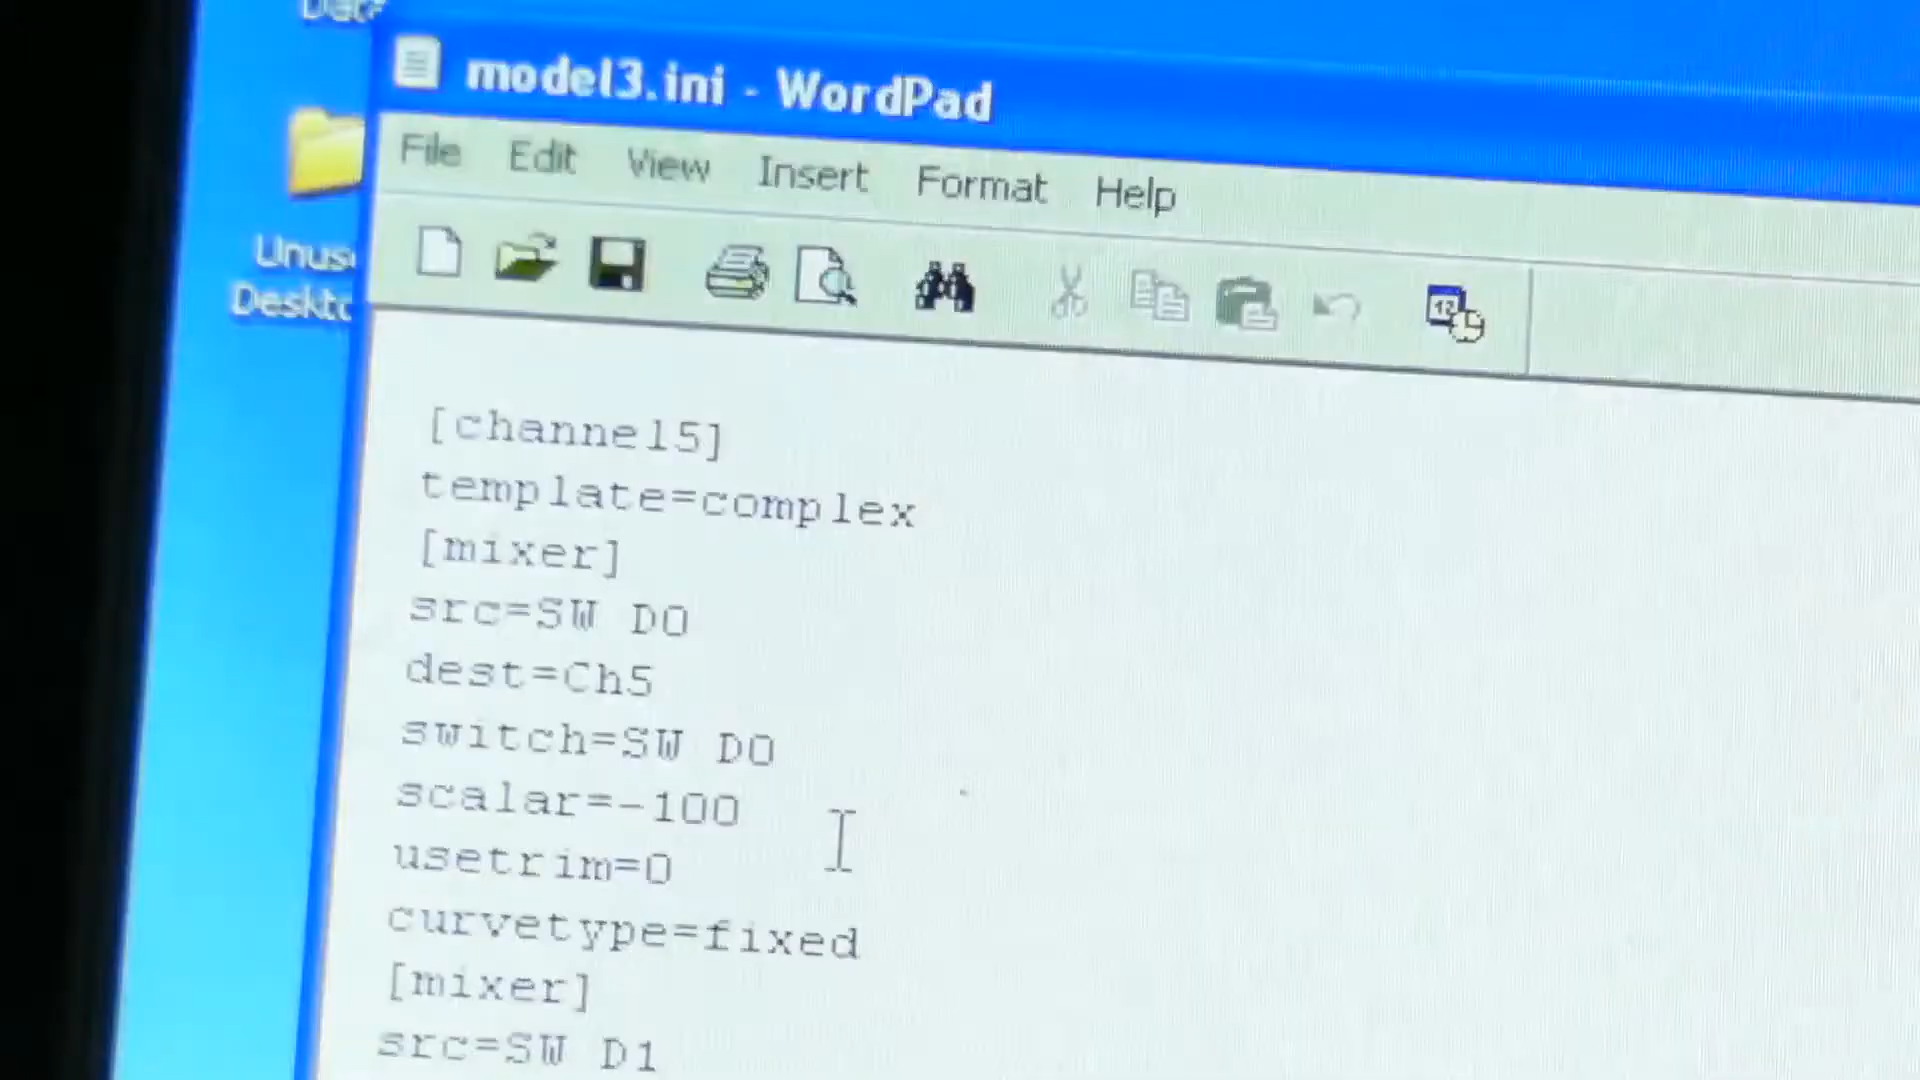 model3.ini - WordPad
File Edit View Insert Format Help
12
[channel5]
template=complex
[mixer]
src=SW D0
dest=Ch5
switch=SW D0
scalar=-100
usetrim=0
curvetype=fixed
[mixer]
src=SW D1